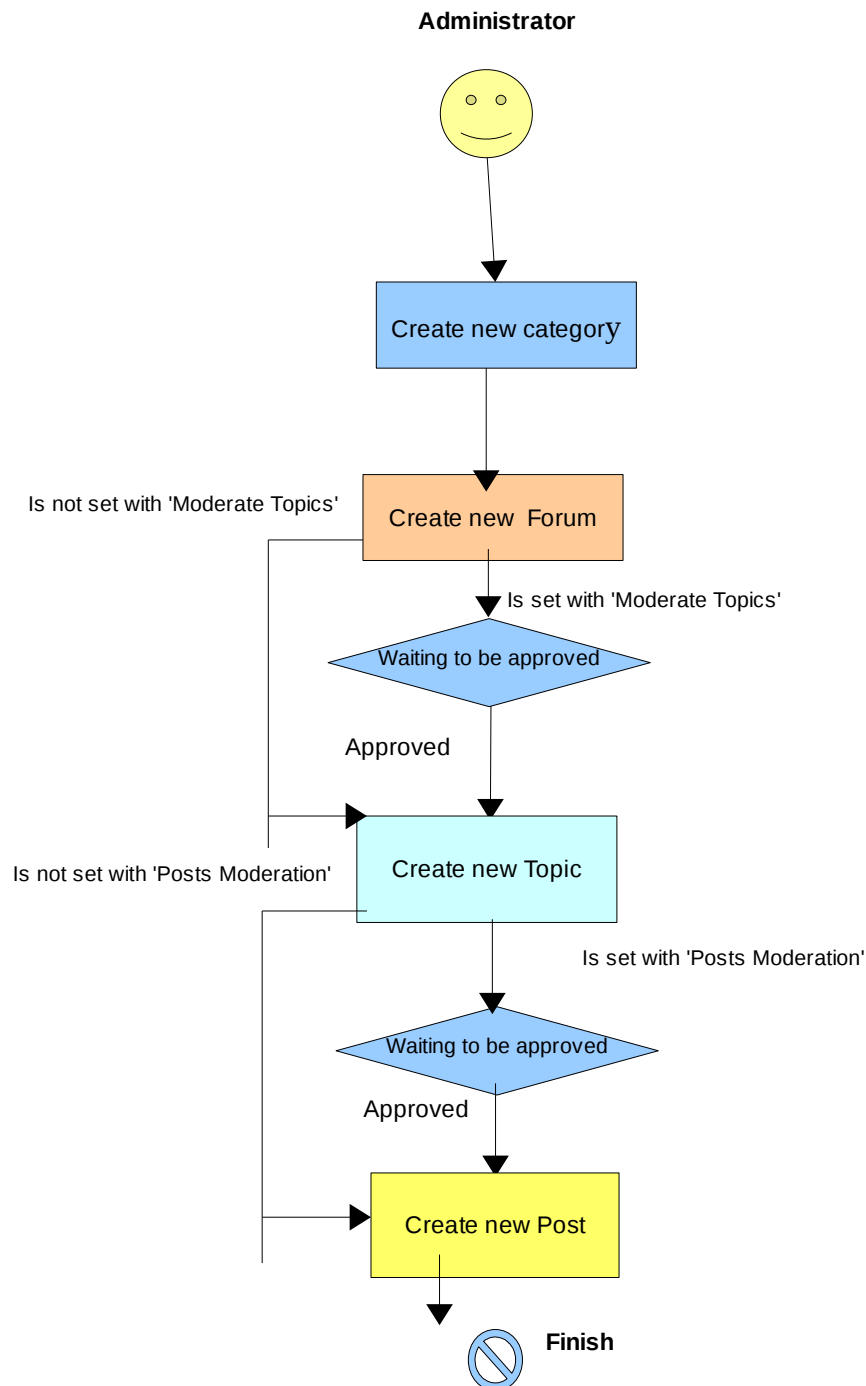 Administrator
Create new category
Is not set with 'Moderate Topics'
Create new  Forum
Is set with 'Moderate Topics'
Waiting to be approved
Approved
Create new Topic
Is not set with 'Posts Moderation'
Is set with 'Posts Moderation'
Waiting to be approved
Approved
Create new Post
Finish